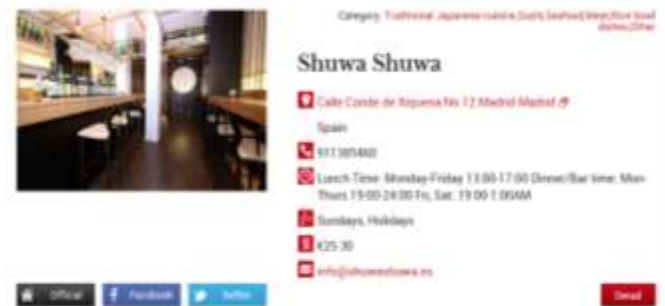 Category: Traditional Japanese cuisine,Sushi,Seafood,Meat,Rice bowl
dishes,Other
Shuwa Shuwa
Calle Conde de Xiquena No.12 Madrid Madrid
Spain
911385460
Lunch Time: Monday-Friday 13:00-17:00 Dinner/Bar time: Mon-
Thurs 19:00-24:00 Fri, Sat: 19:00-1:00AM
Sundays, Holidays
€25-30
info@shuwashuwa.es
Official
Facebook
Twitter
Detail